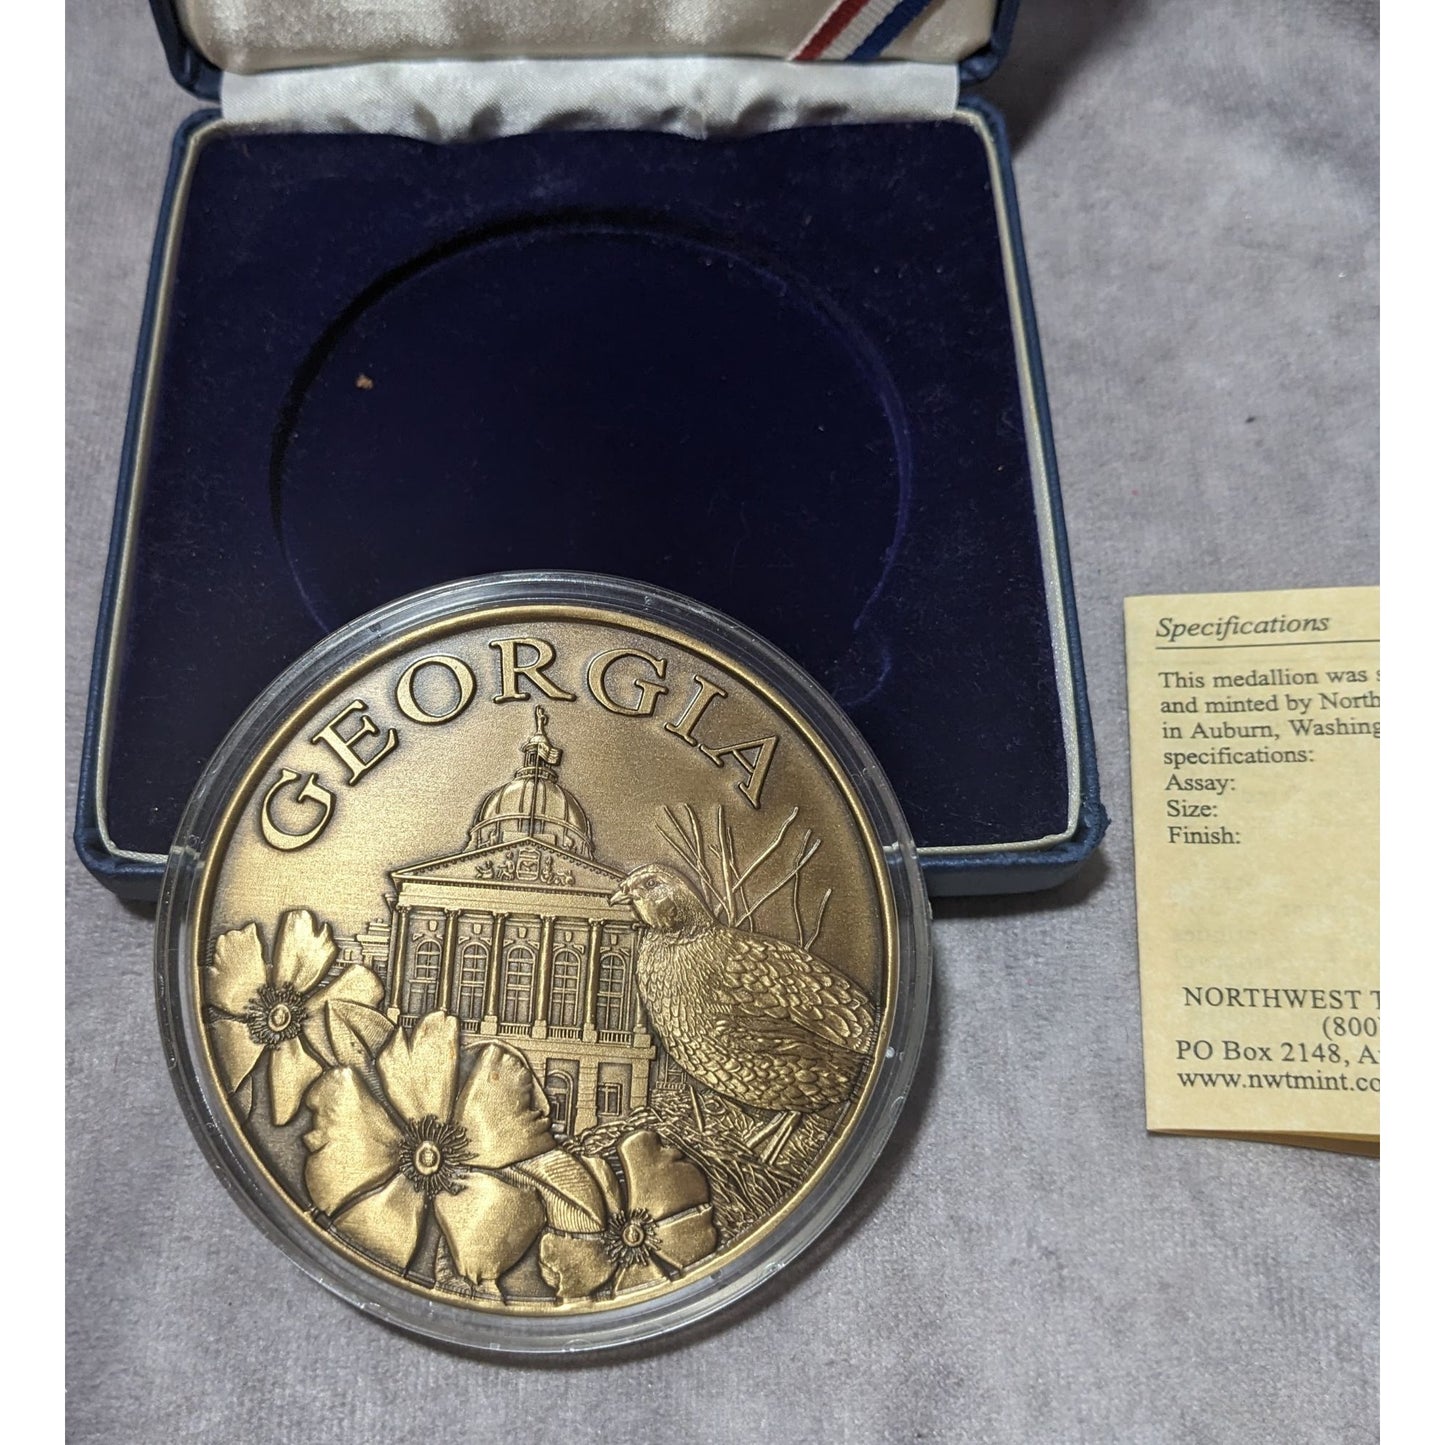 GEORGIA
Specifications
This medallion was
and minted by North
in Auburn, Washing
specifications:
Assay:
Size:
Finish:
NORTHWEST T
(800)
PO Box 2148, A
www.nwtmint.co